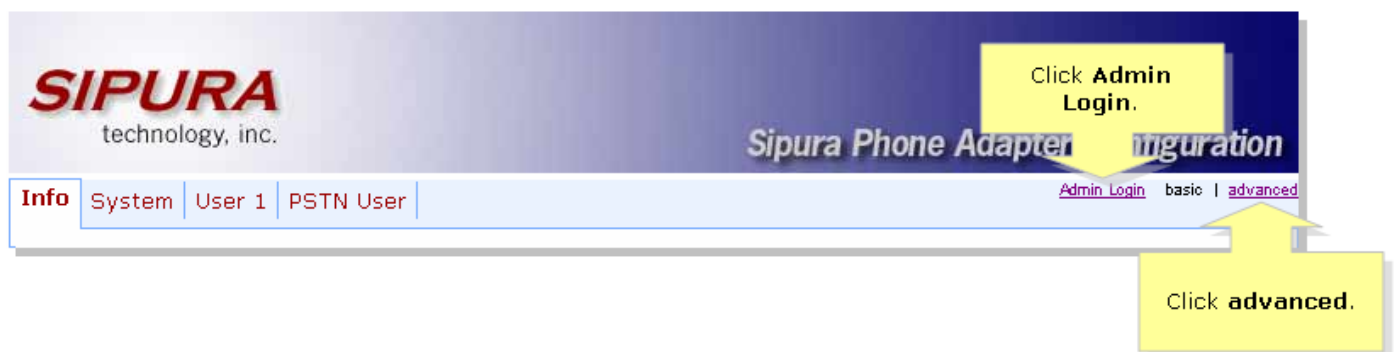 SIPURA
technology, inc.
Click Admin
Login.
Sipura Phone Adapter nfiguration
Info System User 1 PSTN User
Admin Login basic | advanced
Click advanced.